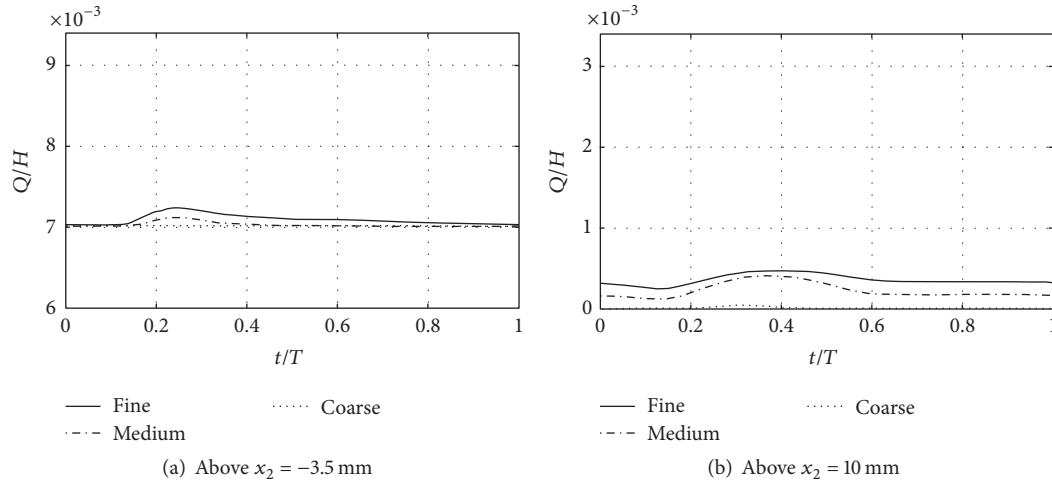 ×10⁻³
9
8
7
6
Q/H
0 0.2 0.4 0.6 0.8 1
t/T
Fine
Medium
Coarse
(a) Above x₂ = −3.5 mm
×10⁻³
3
2
1
0
Q/H
0 0.2 0.4 0.6 0.8 1
t/T
Fine
Medium
Coarse
(b) Above x₂ = 10 mm